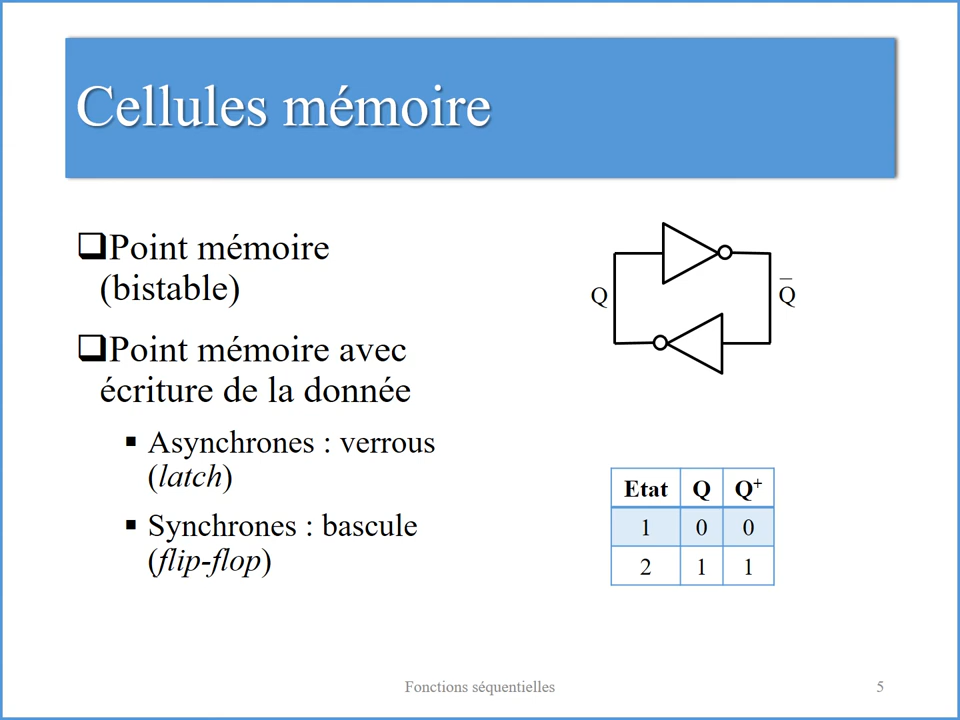 Cellules mémoire
❑Point mémoire
(bistable)
❑Point mémoire avec
écriture de la donnée
▪ Asynchrones : verrous
(latch)
▪ Synchrones : bascule
(flip-flop)
Q
Q̅
Etat Q Q⁺
1 0 0
2 1 1
Fonctions séquentielles
5